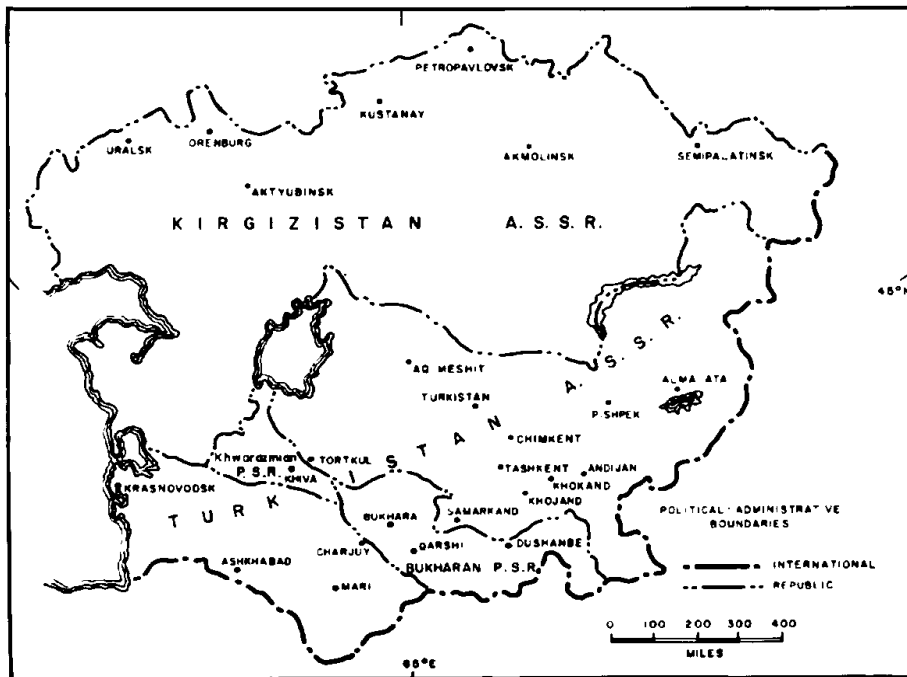 PETROPAVLOVSK
KUSTANAY
URALSK
ORENBURG
AKMOLINSK
SEMIPALATINSK
AKTYUBINSK
KIRGIZISTAN A.S.S.R.
45°N
AQ MESHIT
ALMA ATA
TURKISTAN
PISHPEK
CHIMKENT
TURKISTAN A.S.S.R.
Khwarazmian
P.S.R.
TORTKUL
KHIVA
TASHKENT
ANDIJAN
KHOKAND
KRASNOVODSK
KHOJAND
BUKHARA
SAMARKAND
POLITICAL-ADMINISTRATIVE
BOUNDARIES
CHARJUY
QARSHI
DUSHANBE
ASHKHABAD
BUKHARAN P.S.R.
INTERNATIONAL
MARI
REPUBLIC
0 100 200 300 400
MILES
65°E